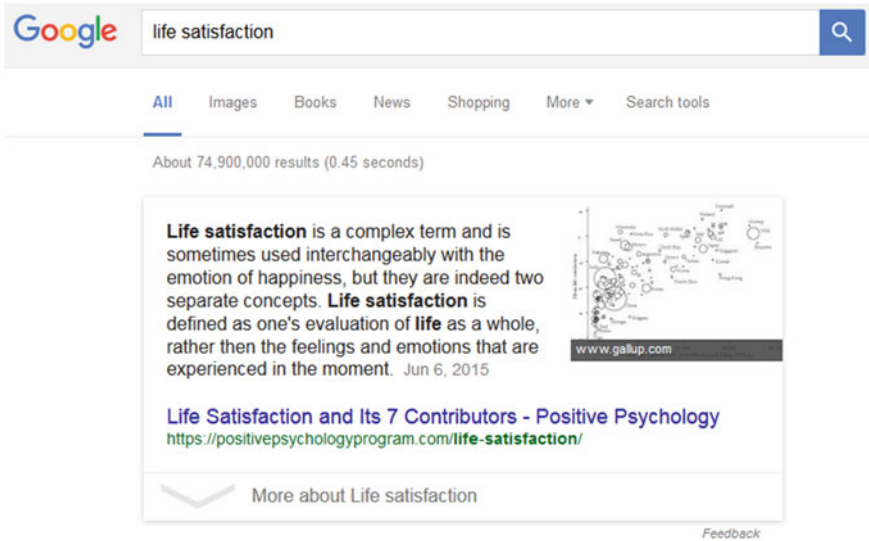 Google
life satisfaction
All Images Books News Shopping More Search tools
About 74,900,000 results (0.45 seconds)
Life satisfaction is a complex term and is
sometimes used interchangeably with the
emotion of happiness, but they are indeed two
separate concepts. Life satisfaction is
defined as one's evaluation of life as a whole,
rather then the feelings and emotions that are
experienced in the moment. Jun 6, 2015
www.gallup.com
Life Satisfaction and Its 7 Contributors - Positive Psychology
https://positivepsychologyprogram.com/life-satisfaction/
More about Life satisfaction
Feedback